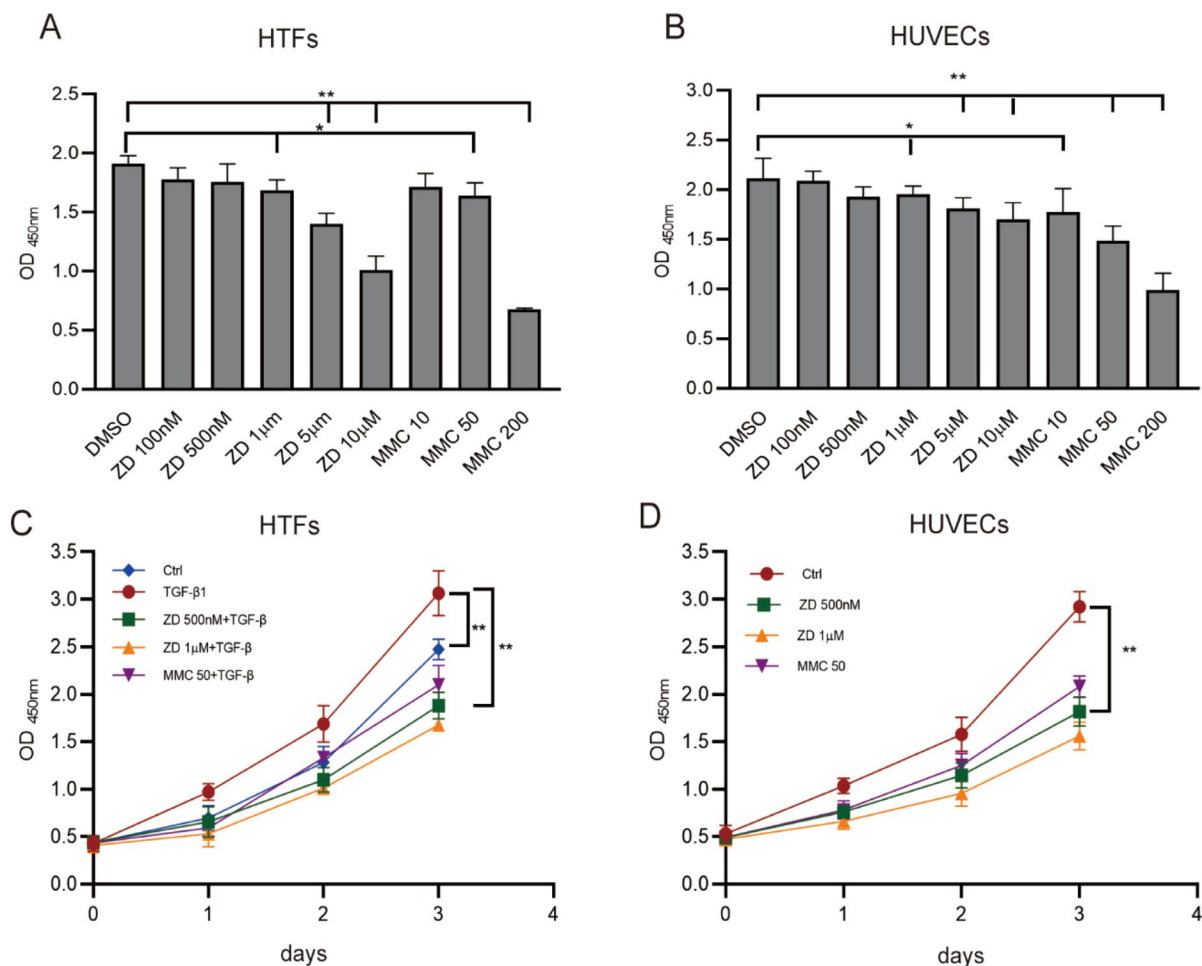 A
HTFs
**
*
2.5
2.0
1.5
1.0
0.5
0.0
OD 450nm
DMSO
ZD 100nM
ZD 500nM
ZD 1μm
ZD 5μm
ZD 10μM
MMC 10
MMC 50
MMC 200
B
HUVECs
**
*
3.0
2.5
2.0
1.5
1.0
0.5
0.0
OD 450nm
DMSO
ZD 100nM
ZD 500nM
ZD 1μM
ZD 5μM
ZD 10μM
MMC 10
MMC 50
MMC 200
C
HTFs
3.5
3.0
2.5
2.0
1.5
1.0
0.5
0.0
OD 450nm
Ctrl
TGF-β1
ZD 500nM+TGF-β
ZD 1μM+TGF-β
MMC 50+TGF-β
**
**
0 1 2 3 4
days
D
HUVECs
3.5
3.0
2.5
2.0
1.5
1.0
0.5
0.0
OD 450nm
Ctrl
ZD 500nM
ZD 1μM
MMC 50
**
0 1 2 3 4
days